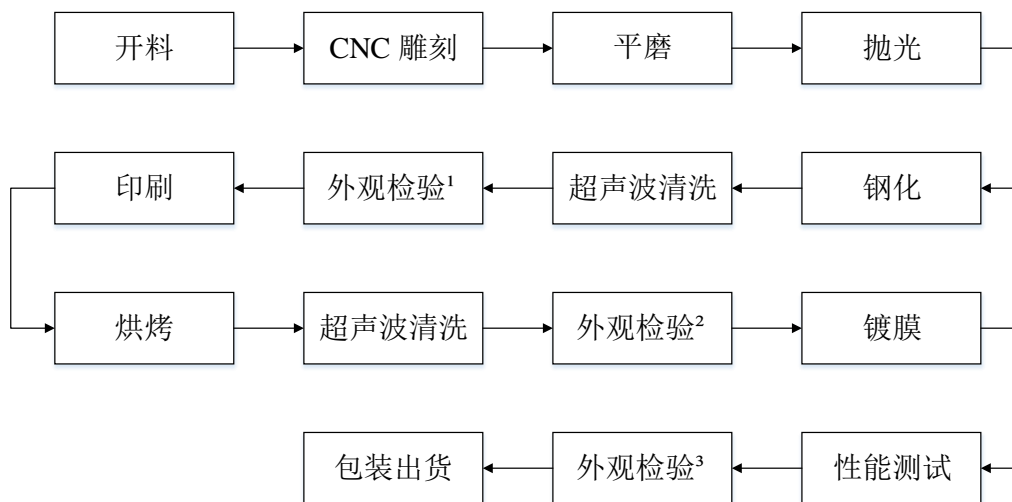 开料
CNC 雕刻
平磨
抛光
印刷
外观检验¹
超声波清洗
钢化
烘烤
超声波清洗
外观检验²
镀膜
包装出货
外观检验³
性能测试